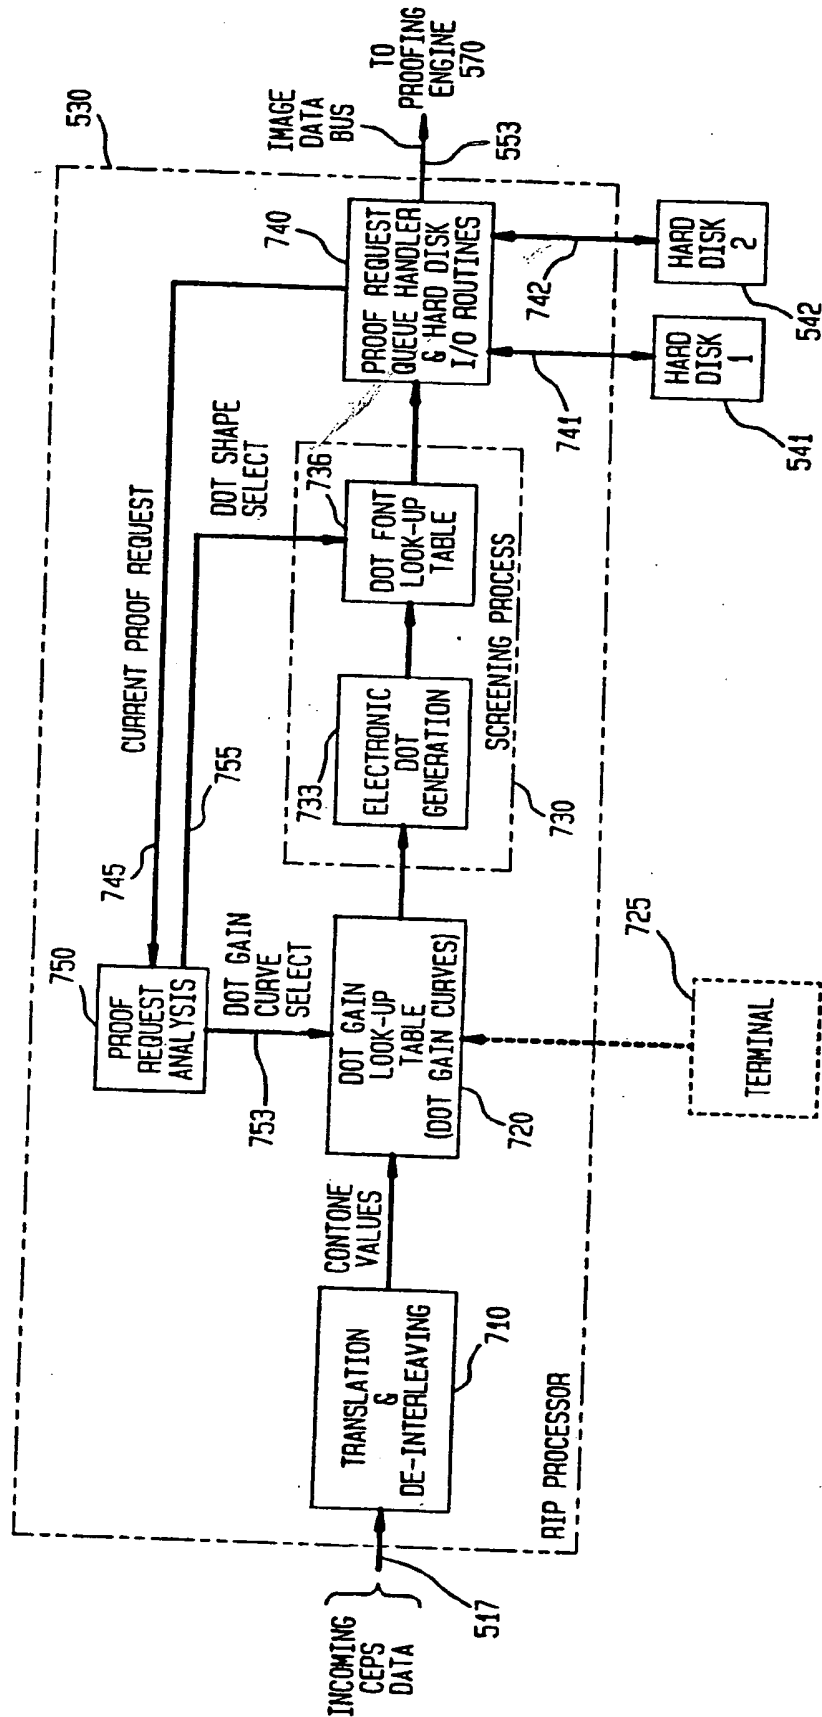 INCOMING
CEPS
DATA
517
TRANSLATION
&
DE-INTERLEAVING
710
RIP PROCESSOR
CONTONE
VALUES
750
PROOF
REQUEST
ANALYSIS
753
DOT GAIN
CURVE
SELECT
DOT GAIN
LOOK-UP
TABLE
(DOT GAIN CURVES)
720
725
TERMINAL
745
755
CURRENT PROOF REQUEST
DOT SHAPE
SELECT
733
ELECTRONIC
DOT
GENERATION
730
SCREENING PROCESS
736
DOT FONT
LOOK-UP
TABLE
740
PROOF REQUEST
QUEUE HANDLER
& HARD DISK
I/O ROUTINES
741
742
HARD
DISK
1
541
HARD
DISK
2
542
530
IMAGE
DATA
BUS
553
TO
PROOFING
ENGINE
570